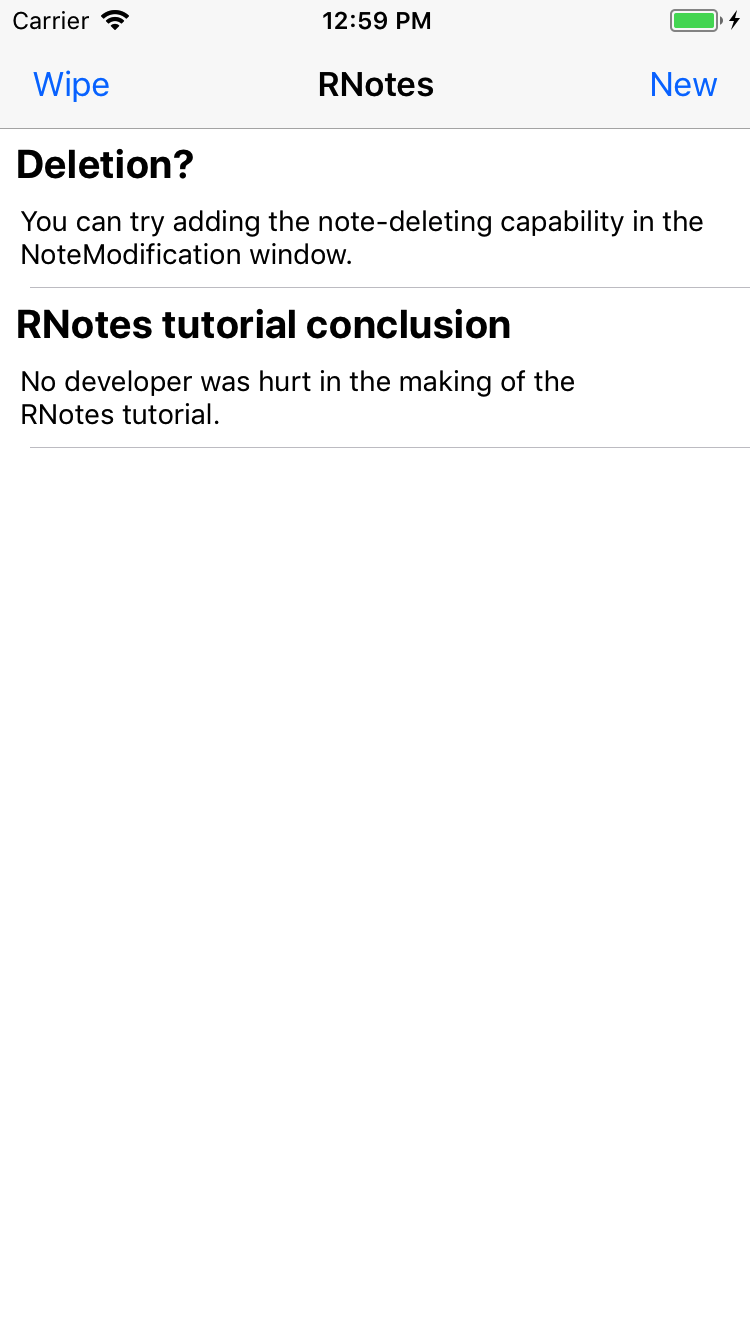 Carrier 12:59 PM
Wipe RNotes New
Deletion?
You can try adding the note-deleting capability in the
NoteModification window.
RNotes tutorial conclusion
No developer was hurt in the making of the
RNotes tutorial.